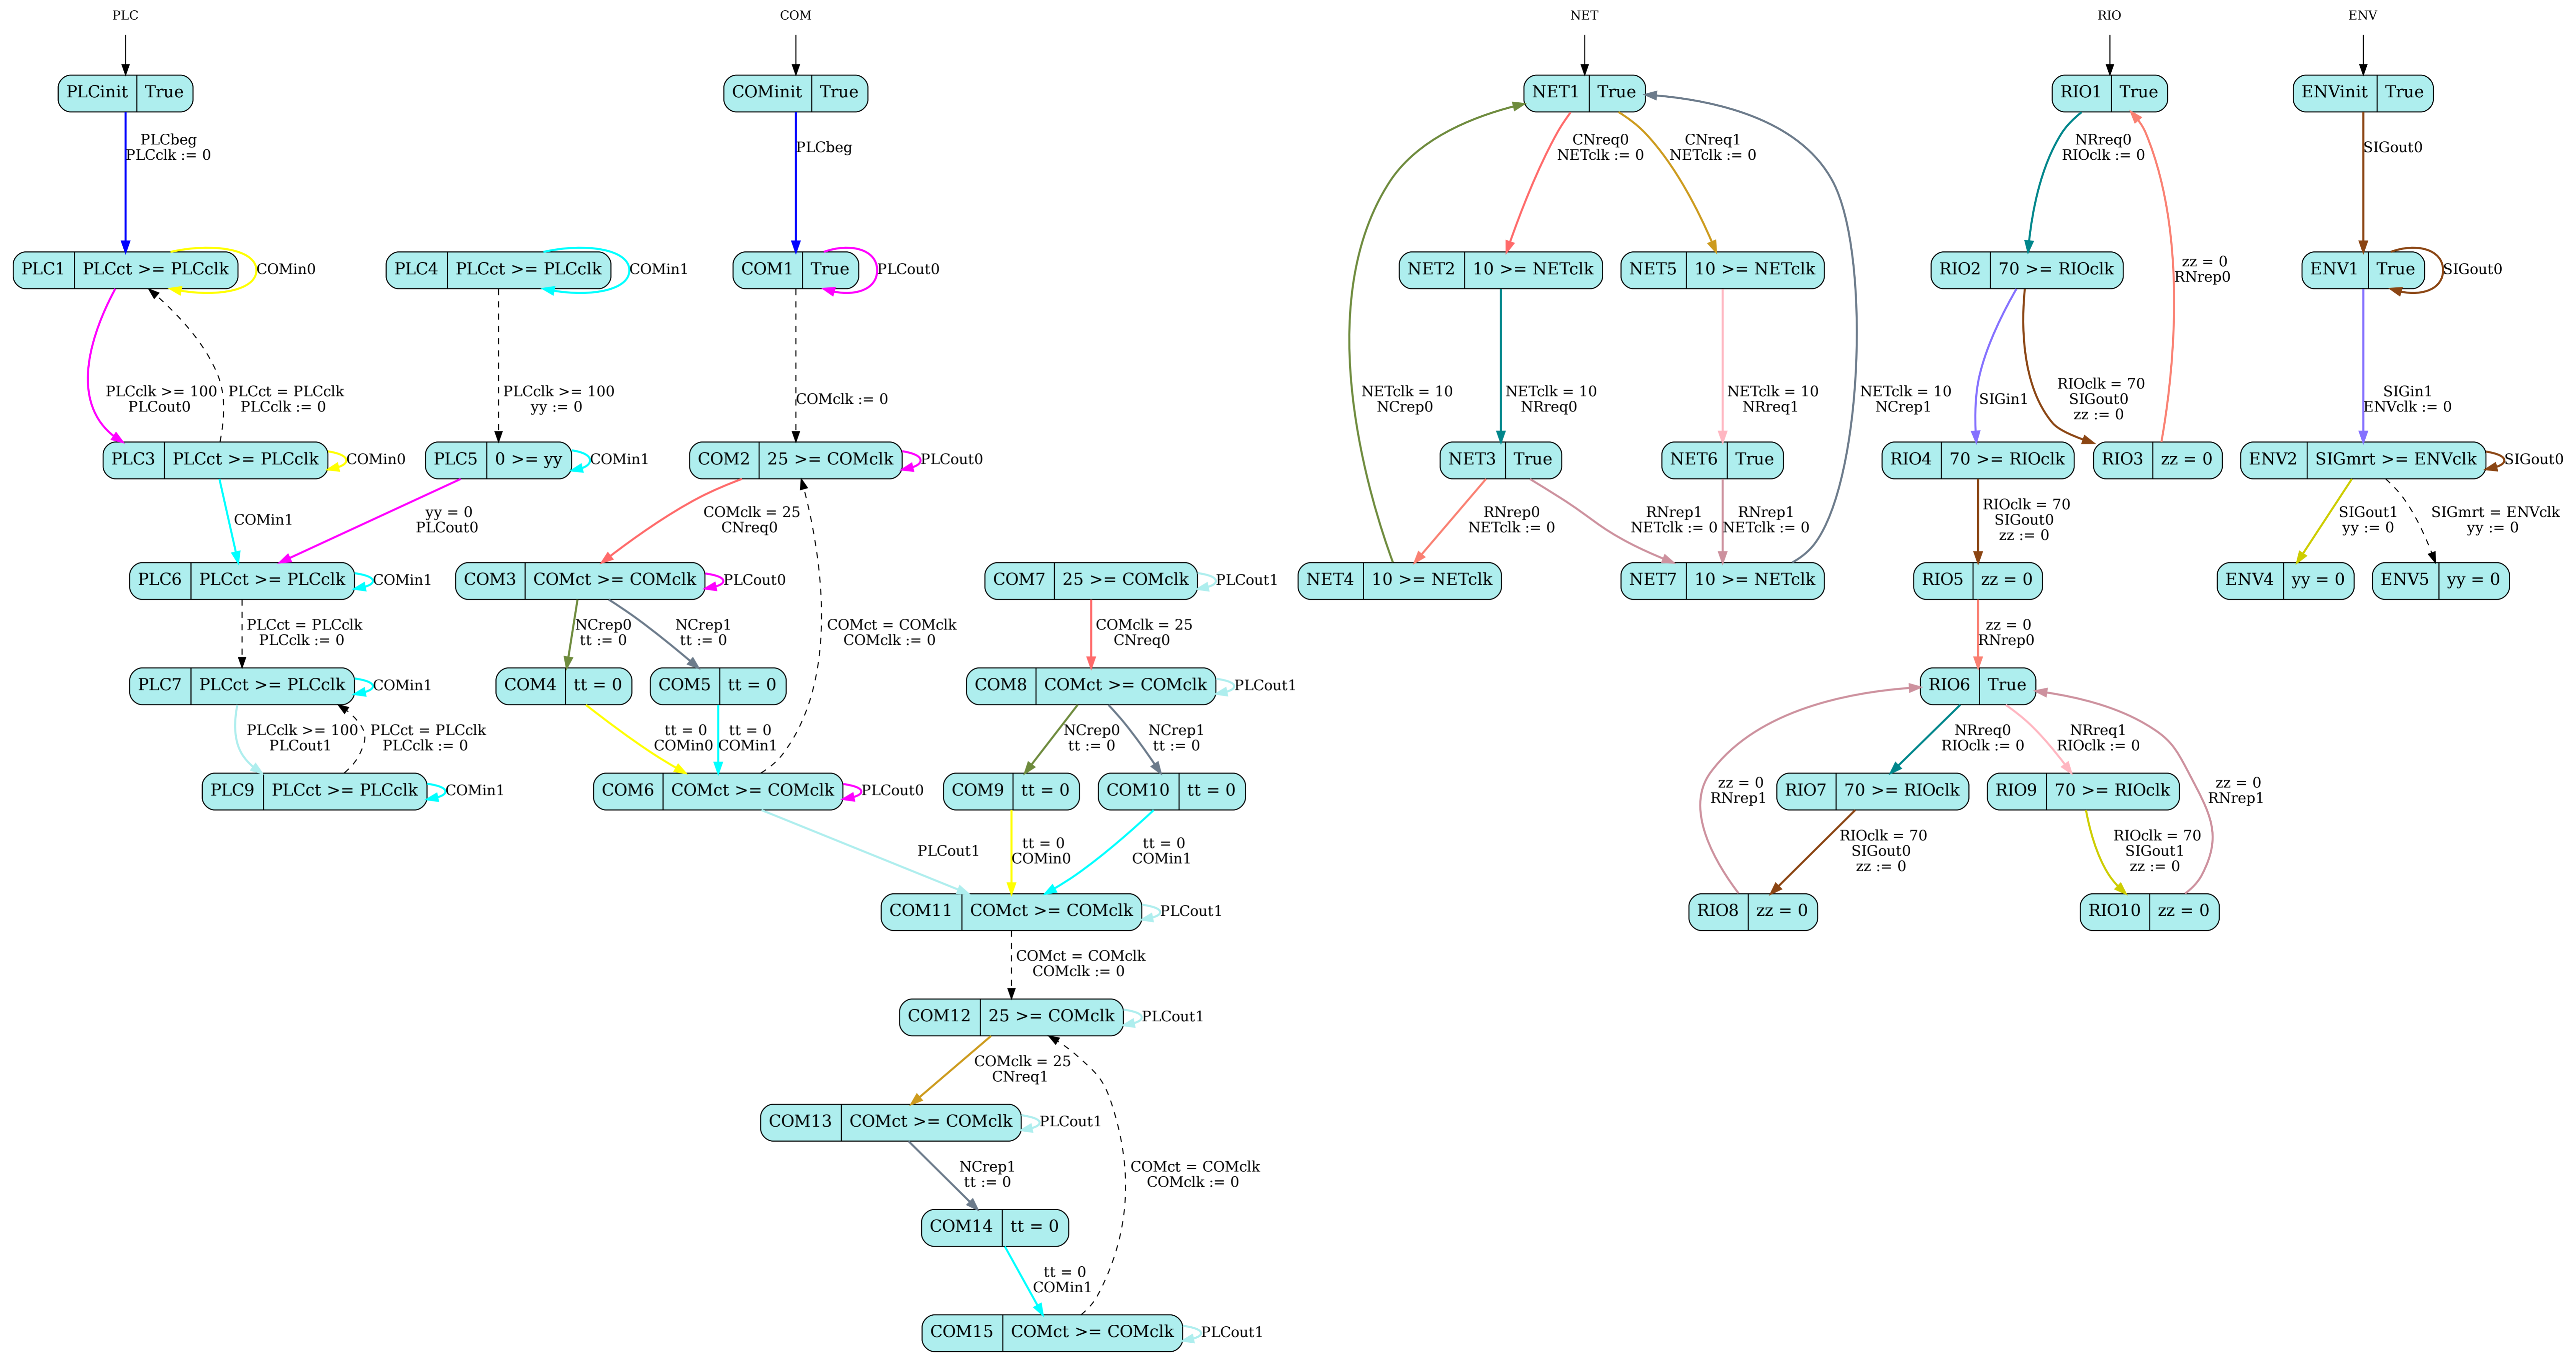 PLC
COM
NET
RIO
ENV
PLCinit | True
COMinit | True
NET1 | True
RIO1 | True
ENVinit | True
PLCbeg
PLCclk := 0
PLCbeg
CNreq0
NETclk := 0
CNreq1
NETclk := 0
NRreq0
RIOclk := 0
SIGout0
PLC1 | PLCct >= PLCclk
COMin0
PLC4 | PLCct >= PLCclk
COMin1
COM1 | True
PLCout0
NET2 | 10 >= NETclk
NET5 | 10 >= NETclk
RIO2 | 70 >= RIOclk
zz = 0
RNrep0
ENV1 | True
SIGout0
PLCclk >= 100
PLCout0
PLCct = PLCclk
PLCclk := 0
PLCclk >= 100
yy := 0
COMclk := 0
NETclk = 10
NCrep0
NETclk = 10
NRreq0
NETclk = 10
NRreq1
NETclk = 10
NCrep1
SIGin1
RIOclk = 70
SIGout0
zz := 0
SIGin1
ENVclk := 0
PLC3 | PLCct >= PLCclk
COMin0
PLC5 | 0 >= yy
COMin1
COM2 | 25 >= COMclk
PLCout0
NET3 | True
NET6 | True
RIO4 | 70 >= RIOclk
RIO3 | zz = 0
ENV2 | SIGmrt >= ENVclk
SIGout0
COMin1
yy = 0
PLCout0
COMclk = 25
CNreq0
RNrep0
NETclk := 0
RNrep1
NETclk := 0
RNrep1
NETclk := 0
RIOclk = 70
SIGout0
zz := 0
SIGout1
yy := 0
SIGmrt = ENVclk
yy := 0
PLC6 | PLCct >= PLCclk
COMin1
COM3 | COMct >= COMclk
PLCout0
COM7 | 25 >= COMclk
PLCout1
NET4 | 10 >= NETclk
NET7 | 10 >= NETclk
RIO5 | zz = 0
ENV4 | yy = 0
ENV5 | yy = 0
PLCct = PLCclk
PLCclk := 0
NCrep0
tt := 0
NCrep1
tt := 0
COMct = COMclk
COMclk := 0
COMclk = 25
CNreq0
zz = 0
RNrep0
PLC7 | PLCct >= PLCclk
COMin1
COM4 | tt = 0
COM5 | tt = 0
COM8 | COMct >= COMclk
PLCout1
RIO6 | True
PLCclk >= 100
PLCout1
PLCct = PLCclk
PLCclk := 0
tt = 0
COMin0
tt = 0
COMin1
NCrep0
tt := 0
NCrep1
tt := 0
NRreq0
RIOclk := 0
NRreq1
RIOclk := 0
PLC9 | PLCct >= PLCclk
COMin1
COM6 | COMct >= COMclk
PLCout0
COM9 | tt = 0
COM10 | tt = 0
zz = 0
RNrep1
RIO7 | 70 >= RIOclk
RIO9 | 70 >= RIOclk
zz = 0
RNrep1
PLCout1
tt = 0
COMin0
tt = 0
COMin1
RIOclk = 70
SIGout0
zz := 0
RIOclk = 70
SIGout1
zz := 0
COM11 | COMct >= COMclk
PLCout1
RIO8 | zz = 0
RIO10 | zz = 0
COMct = COMclk
COMclk := 0
COM12 | 25 >= COMclk
PLCout1
COMclk = 25
CNreq1
COM13 | COMct >= COMclk
PLCout1
NCrep1
tt := 0
COMct = COMclk
COMclk := 0
COM14 | tt = 0
tt = 0
COMin1
COM15 | COMct >= COMclk
PLCout1